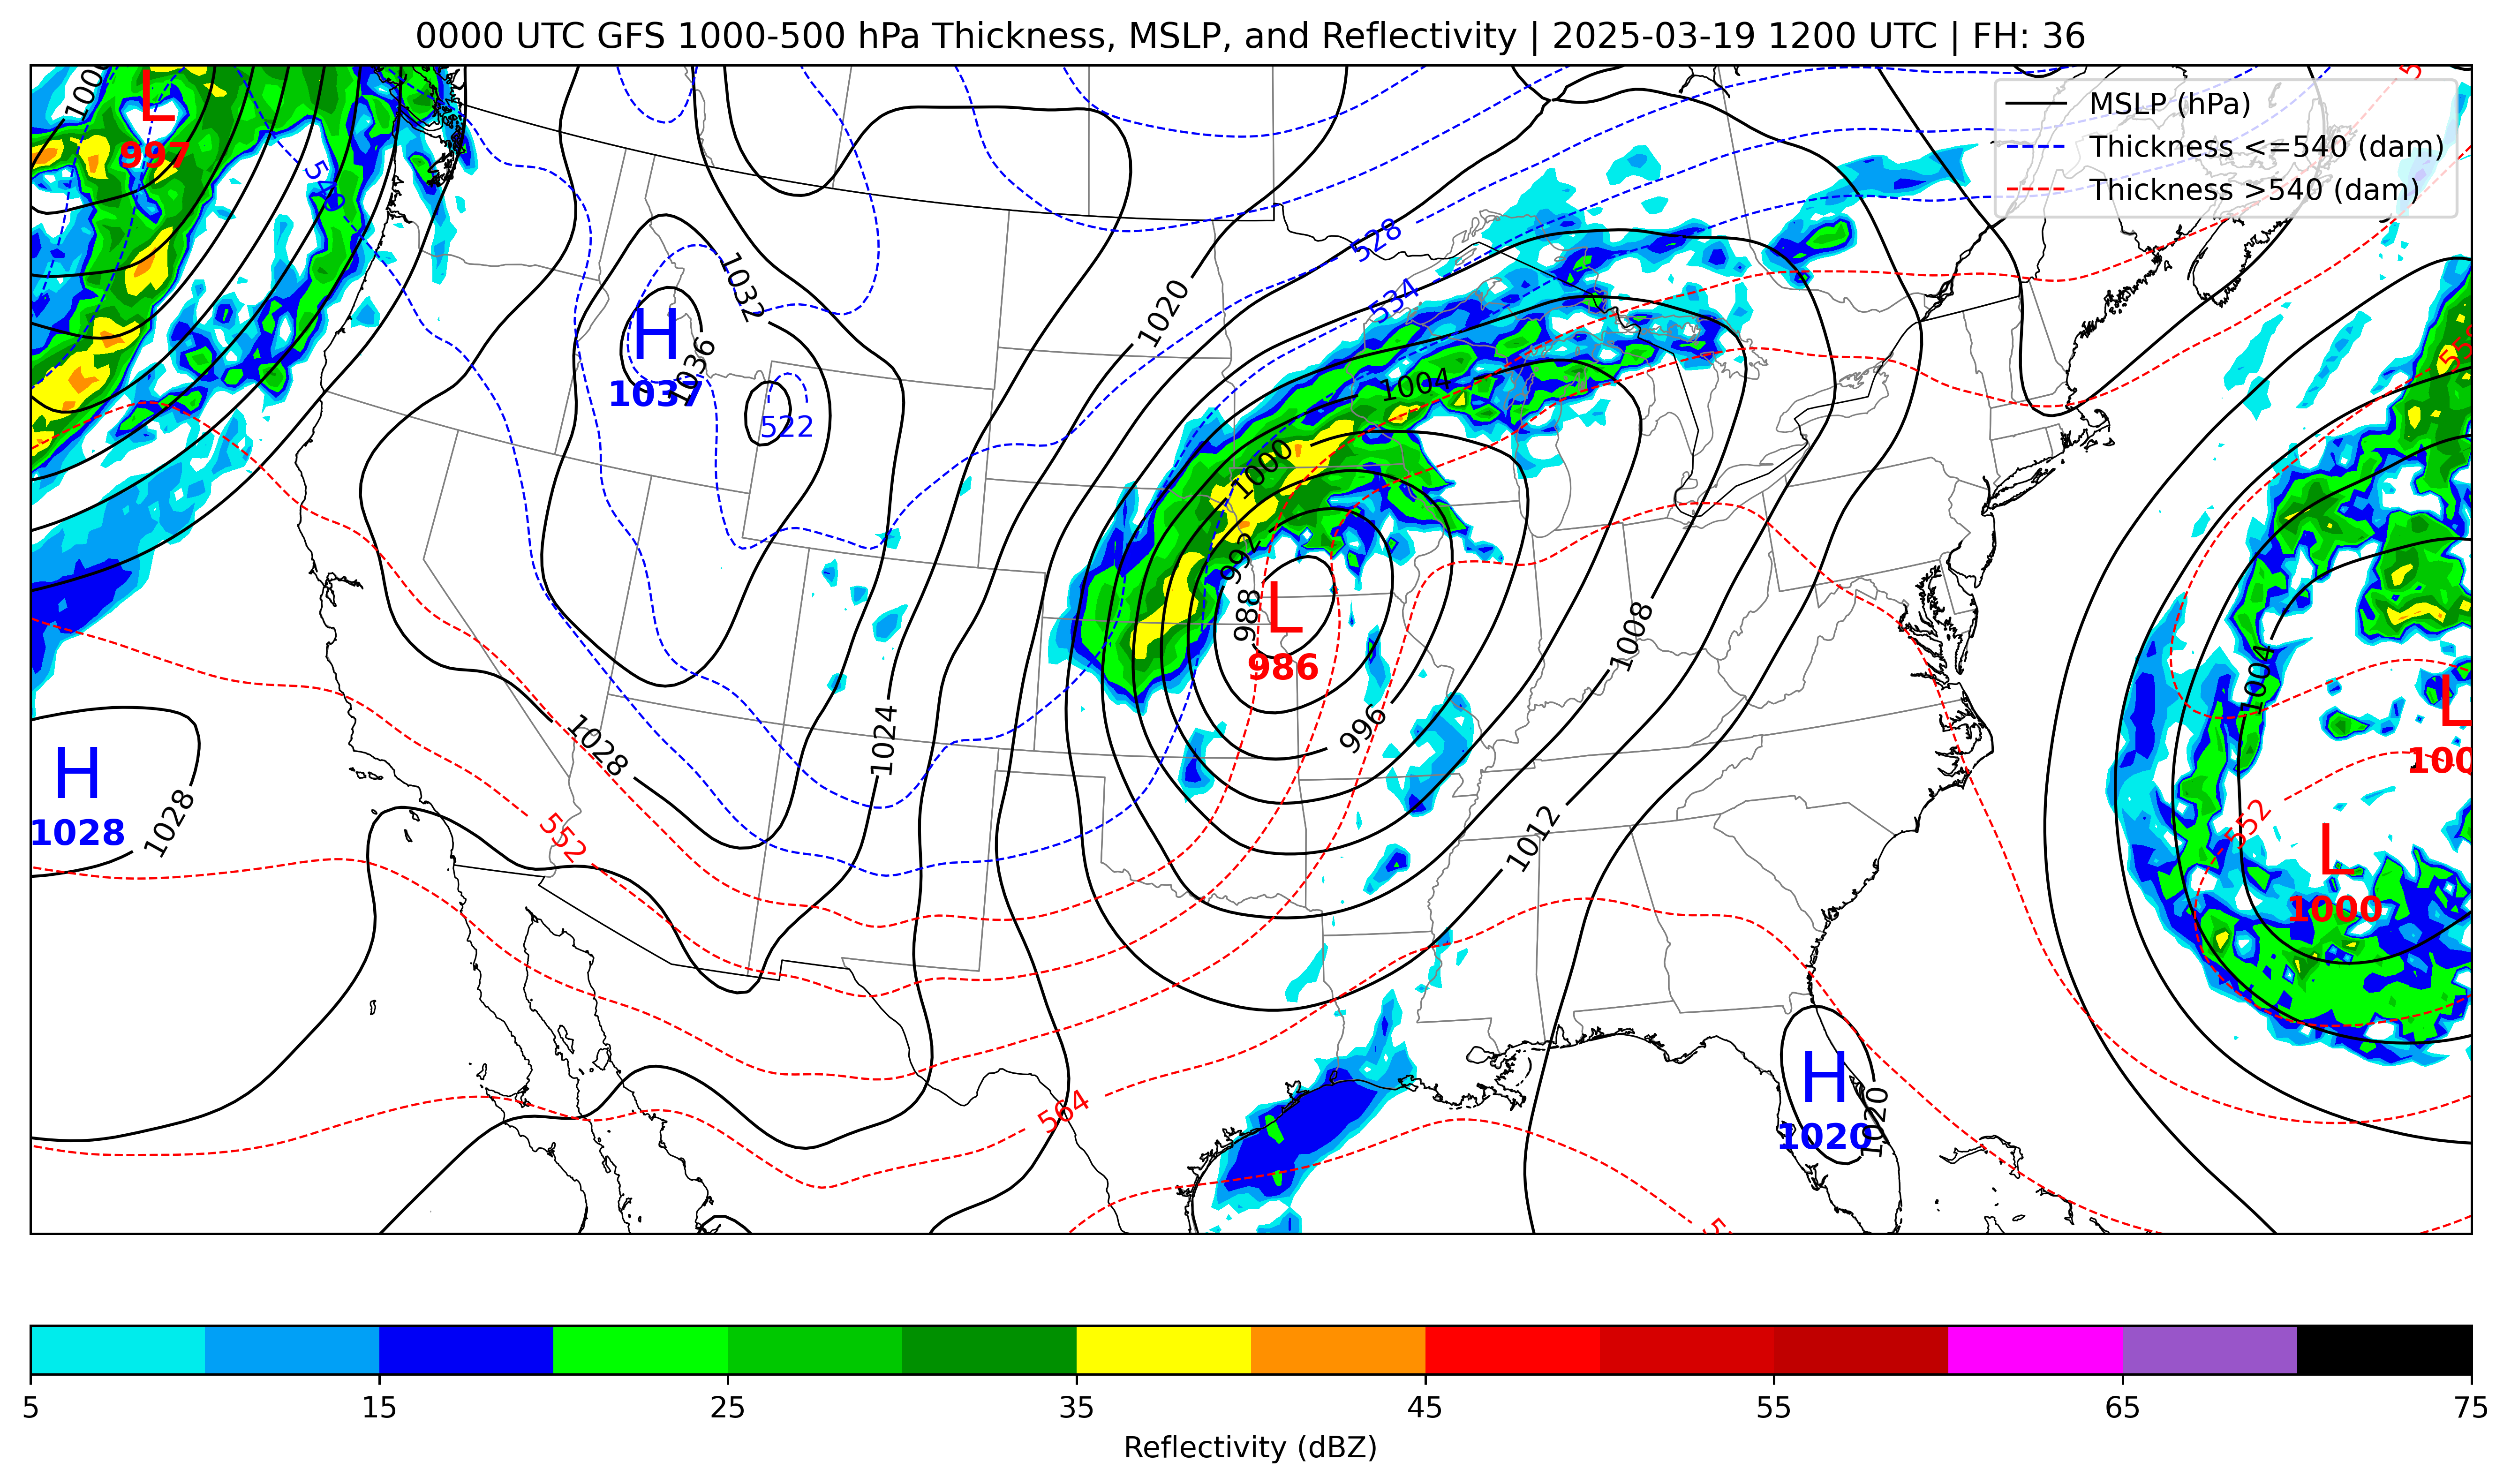 0000 UTC GFS 1000-500 hPa Thickness, MSLP, and Reflectivity | 2025-03-19 1200 UTC | FH: 36
MSLP (hPa)
Thickness <=540 (dam)
Thickness >540 (dam)
L
997
528
1032
1020
534
H
1037
1036
1004
522
1000
992
988
L
986
1008
1004
L
1024
996
1028
H
1028
1028
552
1012
552
L
1000
564
H
1020
1020
5 15 25 35 45 55 65 75
Reflectivity (dBZ)